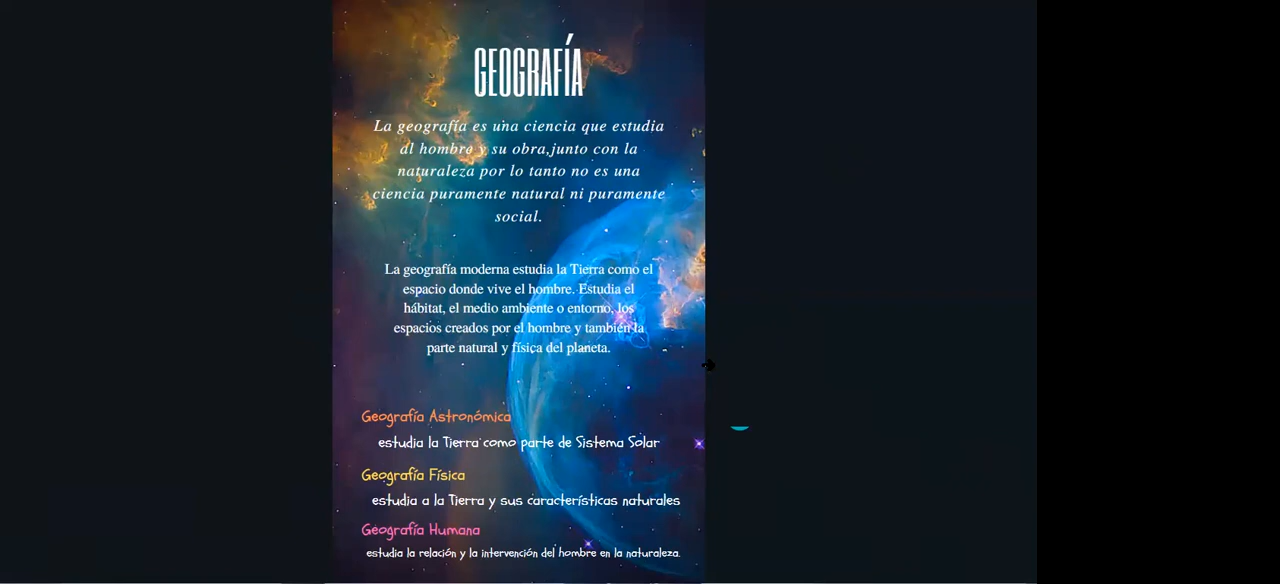 GEOGRAFÍA
La geografía es una ciencia que estudia
al hombre y su obra,junto con la
naturaleza por lo tanto no es una
ciencia puramente natural ni puramente
social.
La geografía moderna estudia la Tierra como el
espacio donde vive el hombre. Estudia el
hábitat, el medio ambiente o entorno, los
espacios creados por el hombre y también la
parte natural y física del planeta.
Geografía Astronómica
estudia la Tierra como parte de Sistema Solar
Geografía Física
estudia a la Tierra y sus características naturales
Geografía Humana
estudia la relación y la intervención del hombre en la naturaleza.